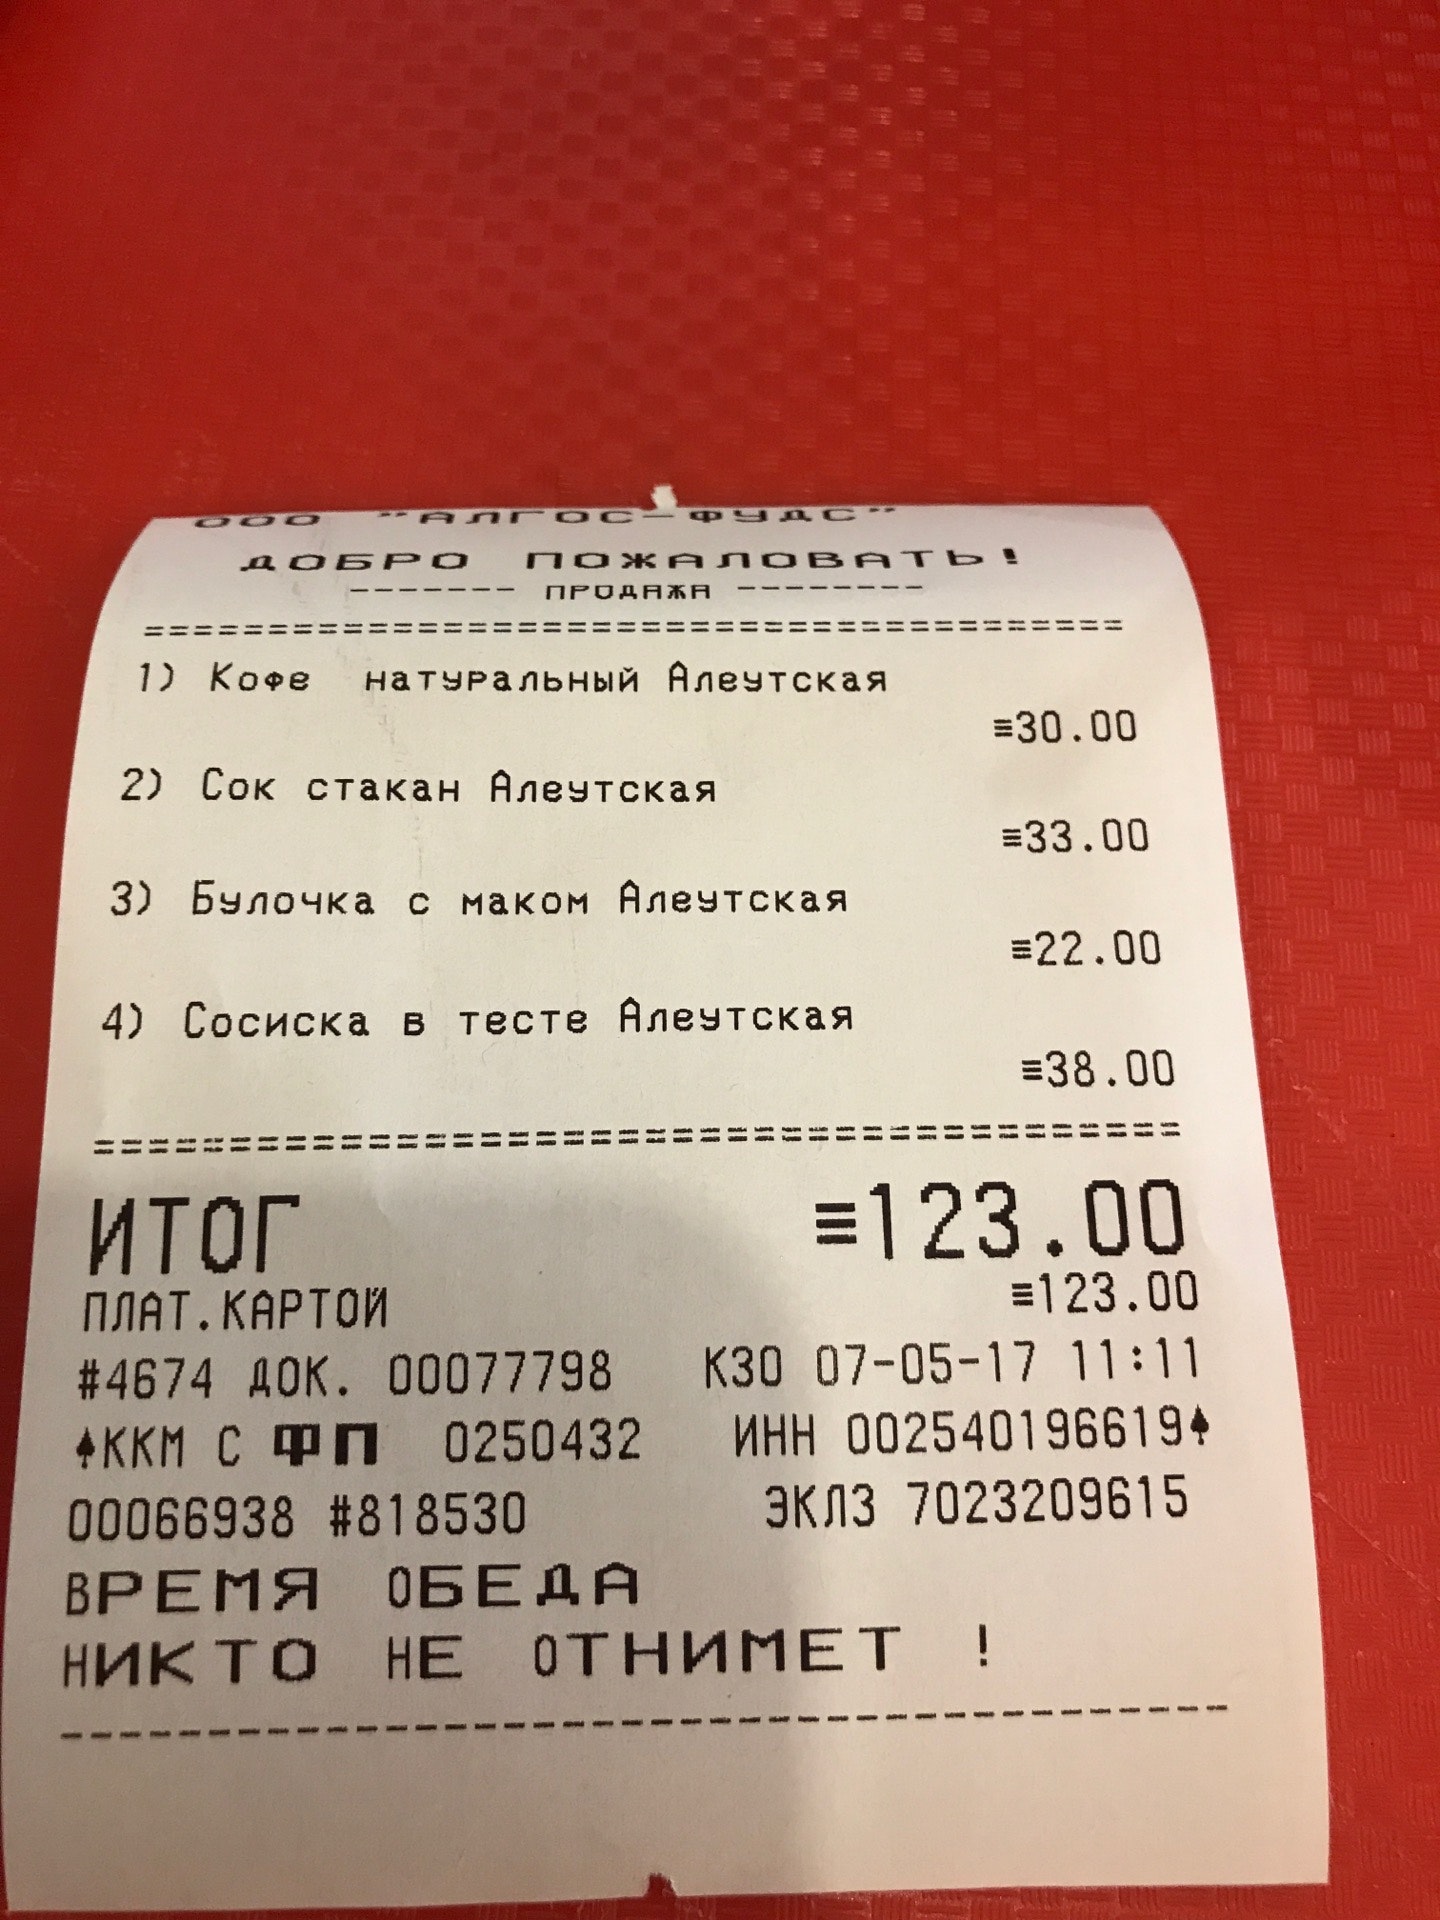 ООО "АЛГОС-ФУДС"
ДОБРО ПОЖАЛОВАТЬ!
------- ПРОДАЖА --------
========================================
1) Кофе натуральный Алеутская
≡30.00
2) Сок стакан Алеутская
≡33.00
3) Булочка с маком Алеутская
≡22.00
4) Сосиска в тесте Алеутская
≡38.00
========================================
ИТОГ ≡123.00
ПЛАТ.КАРТОЙ ≡123.00
#4674 ДОК. 00077798 К30 07-05-17 11:11
♠ККМ С ФП 0250432 ИНН 002540196619♠
00066938 #818530 ЭКЛЗ 7023209615
ВРЕМЯ ОБЕДА
НИКТО НЕ ОТНИМЕТ !
----------------------------------------